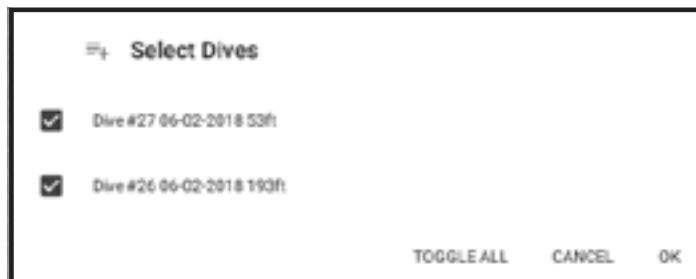 Select Dives
Dive #27 06-02-2018 53ft
Dive #26 06-02-2018 193ft
TOGGLE ALL CANCEL OK